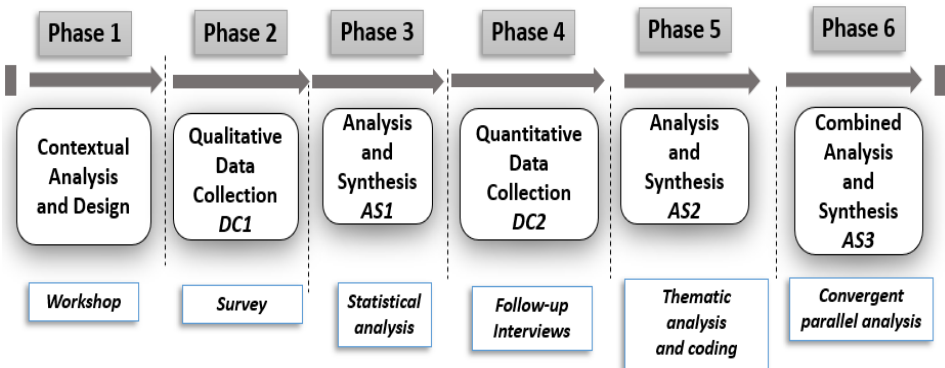 Phase 1
Phase 2
Phase 3
Phase 4
Phase 5
Phase 6
Contextual
Analysis
and Design
Qualitative
Data
Collection
DC1
Analysis
and
Synthesis
AS1
Quantitative
Data
Collection
DC2
Analysis
and
Synthesis
AS2
Combined
Analysis
and
Synthesis
AS3
Workshop
Survey
Statistical
analysis
Follow-up
Interviews
Thematic
analysis
and coding
Convergent
parallel analysis